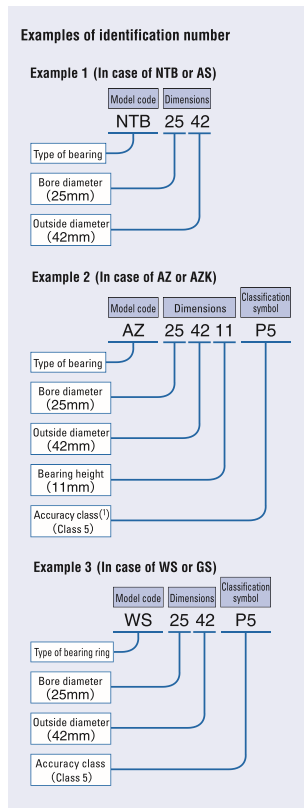 Examples of identification number
Example 1 (In case of NTB or AS)
Model code Dimensions
NTB 25 42
Type of bearing
Bore diameter
(25mm)
Outside diameter
(42mm)
Example 2 (In case of AZ or AZK)
Classification
symbol
Model code Dimensions
AZ 25 42 11 P5
Type of bearing
Bore diameter
(25mm)
Outside diameter
(42mm)
Bearing height
(11mm)
Accuracy class(1)
(Class 5)
Example 3 (In case of WS or GS)
Classification
symbol
Model code Dimensions
WS 25 42 P5
Type of bearing ring
Bore diameter
(25mm)
Outside diameter
(42mm)
Accuracy class
(Class 5)